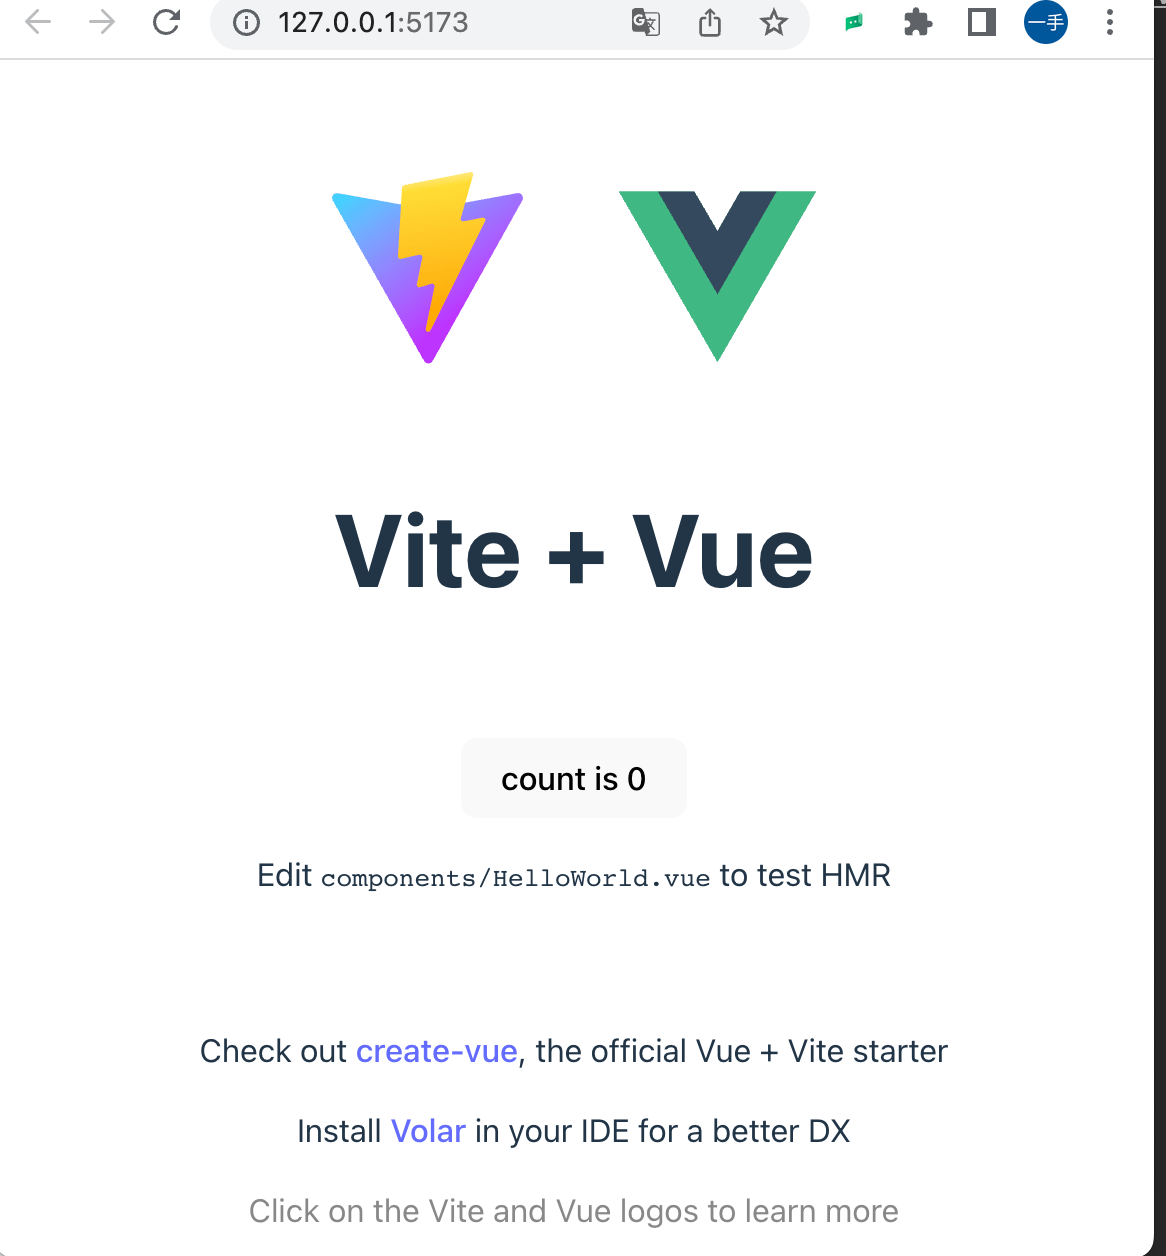 127.0.0.1:5173
一手
Vite + Vue
count is 0
Edit components/HelloWorld.vue to test HMR
Check out create-vue, the official Vue + Vite starter
Install Volar in your IDE for a better DX
Click on the Vite and Vue logos to learn more